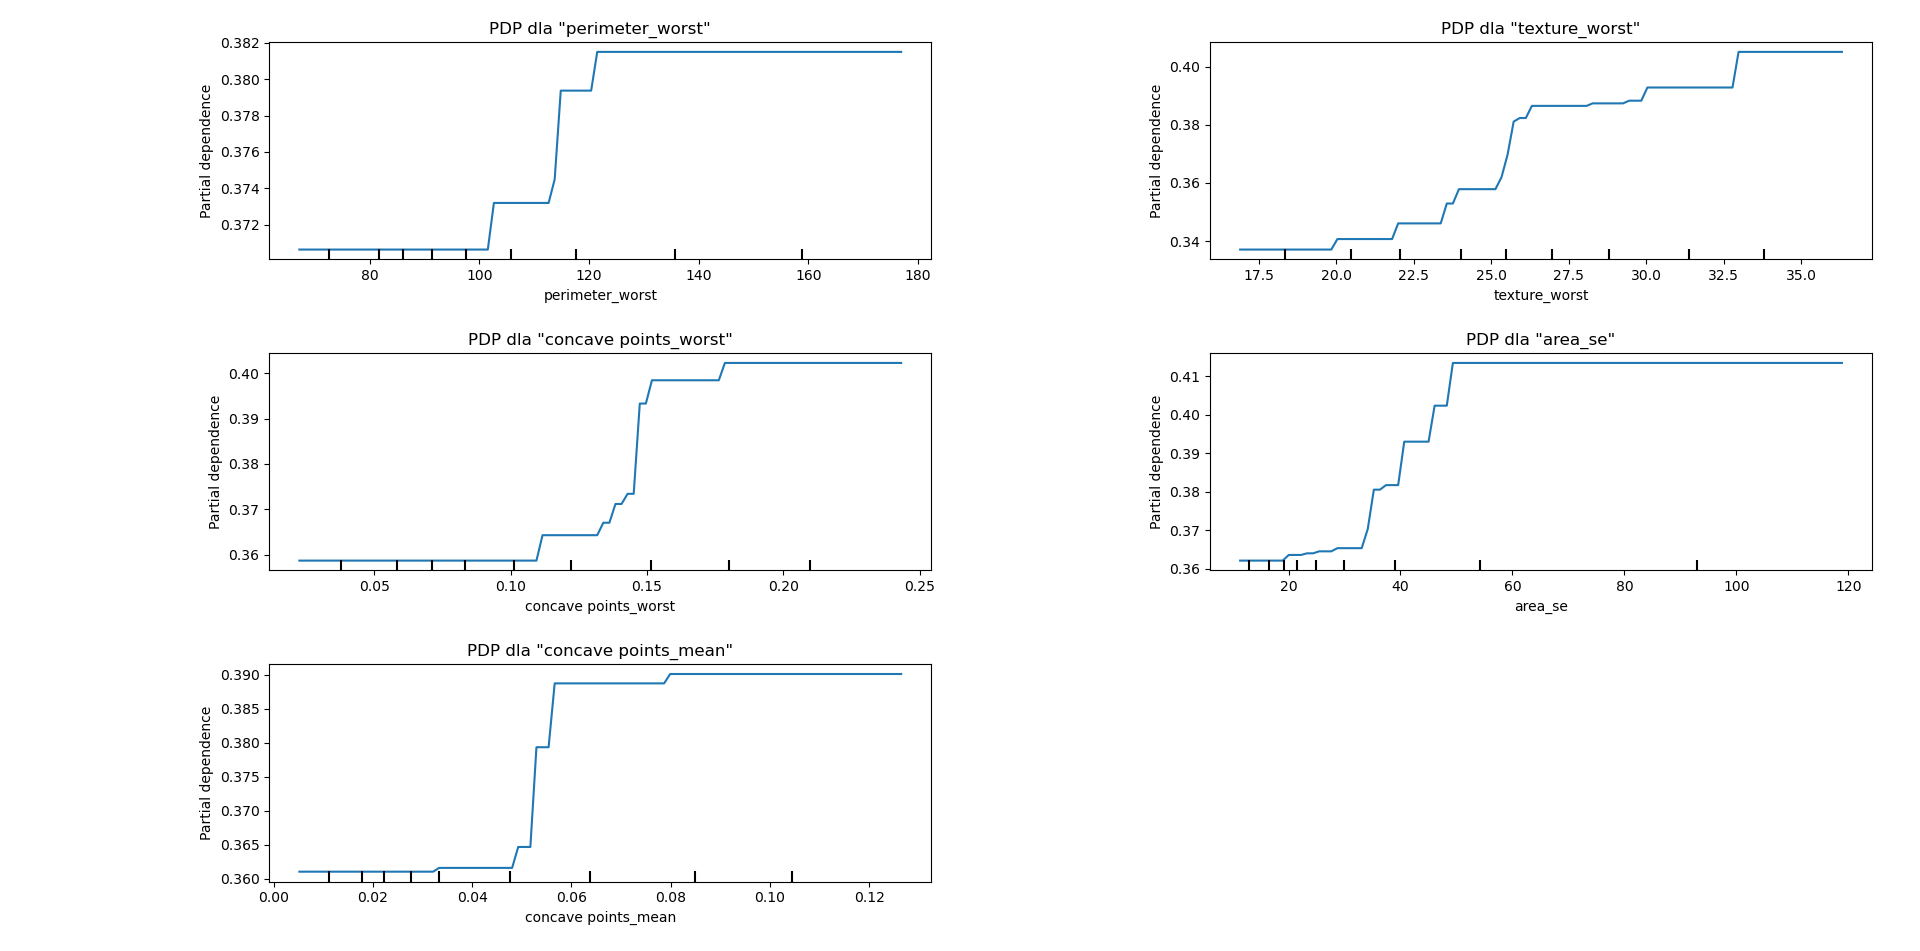 PDP dla "perimeter_worst"
Partial dependence
0.382
0.380
0.378
0.376
0.374
0.372
80 100 120 140 160 180
perimeter_worst
PDP dla "texture_worst"
Partial dependence
0.40
0.38
0.36
0.34
17.5 20.0 22.5 25.0 27.5 30.0 32.5 35.0
texture_worst
PDP dla "concave points_worst"
Partial dependence
0.40
0.39
0.38
0.37
0.36
0.05 0.10 0.15 0.20 0.25
concave points_worst
PDP dla "area_se"
Partial dependence
0.41
0.40
0.39
0.38
0.37
0.36
20 40 60 80 100 120
area_se
PDP dla "concave points_mean"
Partial dependence
0.390
0.385
0.380
0.375
0.370
0.365
0.360
0.00 0.02 0.04 0.06 0.08 0.10 0.12
concave points_mean